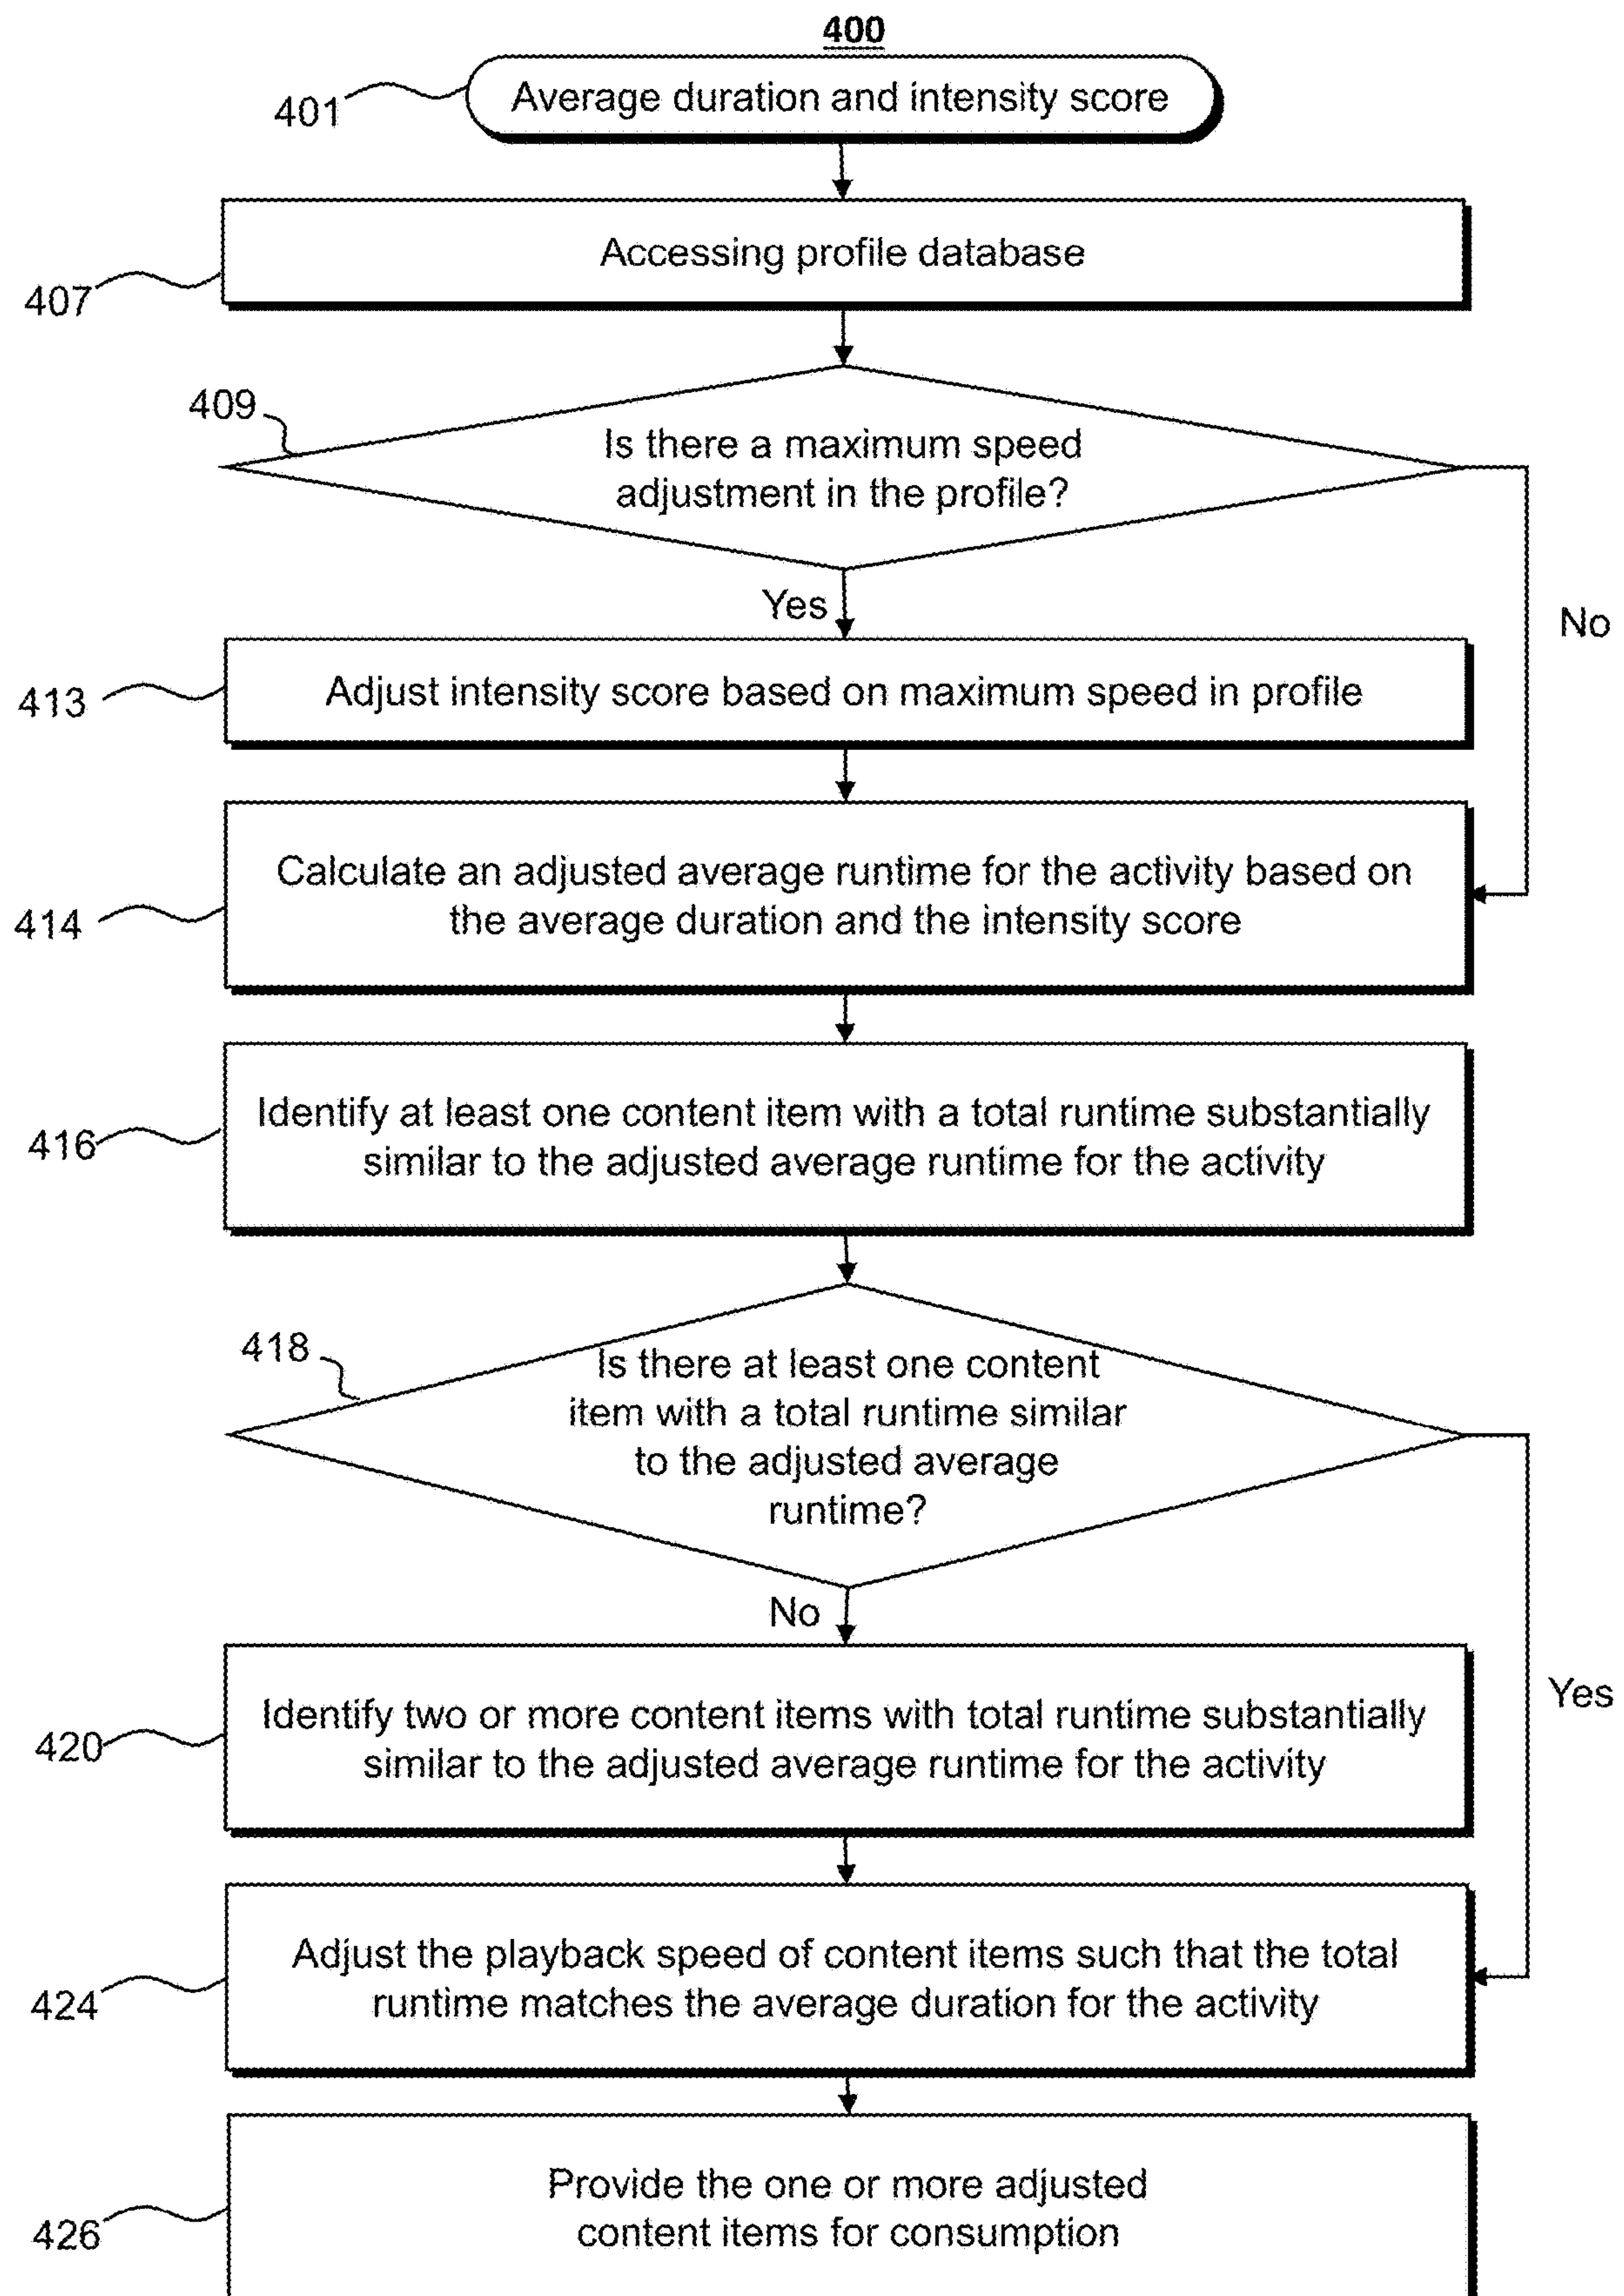 400
401
Average duration and intensity score
Accessing profile database
407
409
Is there a maximum speed
adjustment in the profile?
Yes
No
413
Adjust intensity score based on maximum speed in profile
Calculate an adjusted average runtime for the activity based on
the average duration and the intensity score
414
Identify at least one content item with a total runtime substantially
similar to the adjusted average runtime for the activity
416
418
Is there at least one content
item with a total runtime similar
to the adjusted average
runtime?
No
Yes
Identify two or more content items with total runtime substantially
similar to the adjusted average runtime for the activity
420
Adjust the playback speed of content items such that the total
runtime matches the average duration for the activity
424
Provide the one or more adjusted
content items for consumption
426